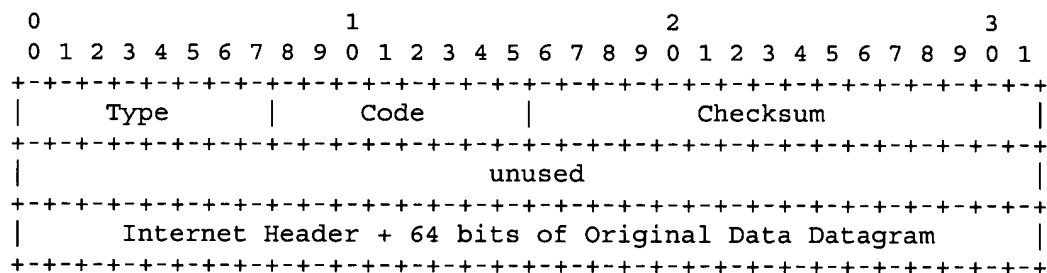 0                   1                   2                   3
0 1 2 3 4 5 6 7 8 9 0 1 2 3 4 5 6 7 8 9 0 1 2 3 4 5 6 7 8 9 0 1
+-+-+-+-+-+-+-+-+-+-+-+-+-+-+-+-+-+-+-+-+-+-+-+-+-+-+-+-+-+-+-+-+
|     Type      |     Code      |          Checksum             |
+-+-+-+-+-+-+-+-+-+-+-+-+-+-+-+-+-+-+-+-+-+-+-+-+-+-+-+-+-+-+-+-+
|                             unused                            |
+-+-+-+-+-+-+-+-+-+-+-+-+-+-+-+-+-+-+-+-+-+-+-+-+-+-+-+-+-+-+-+-+
|      Internet Header + 64 bits of Original Data Datagram      |
+-+-+-+-+-+-+-+-+-+-+-+-+-+-+-+-+-+-+-+-+-+-+-+-+-+-+-+-+-+-+-+-+